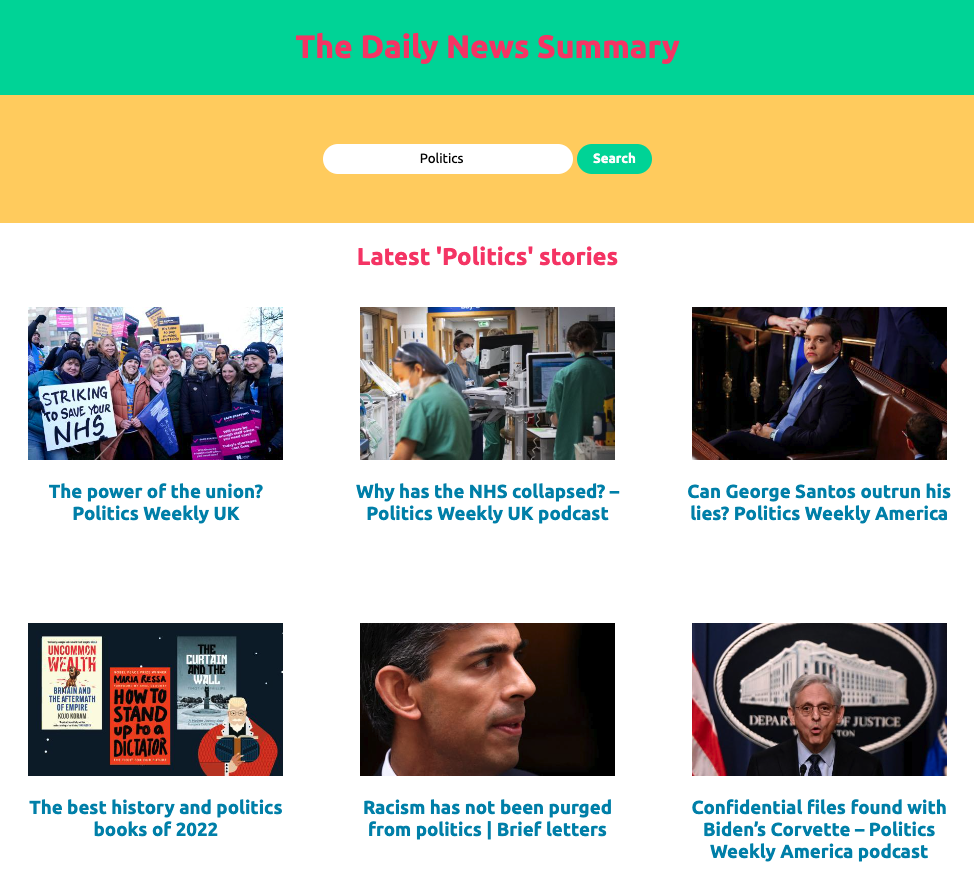 The Daily News Summary
Politics
Search
Latest 'Politics' stories
STRIKING
TO SAVE YOUR
NHS
The power of the union?
Politics Weekly UK
Why has the NHS collapsed? –
Politics Weekly UK podcast
Can George Santos outrun his
lies? Politics Weekly America
UNCOMMON
WEALTH
BRITAIN AND
THE AFTERMATH
OF EMPIRE
KOJO KORAM
MARIA RESSA
HOW TO
STAND
UP to a
DICTATOR
THE
CURTAIN
AND THE
WALL
DEPAR
OF JUSTICE
The best history and politics
books of 2022
Racism has not been purged
from politics | Brief letters
Confidential files found with
Biden’s Corvette – Politics
Weekly America podcast